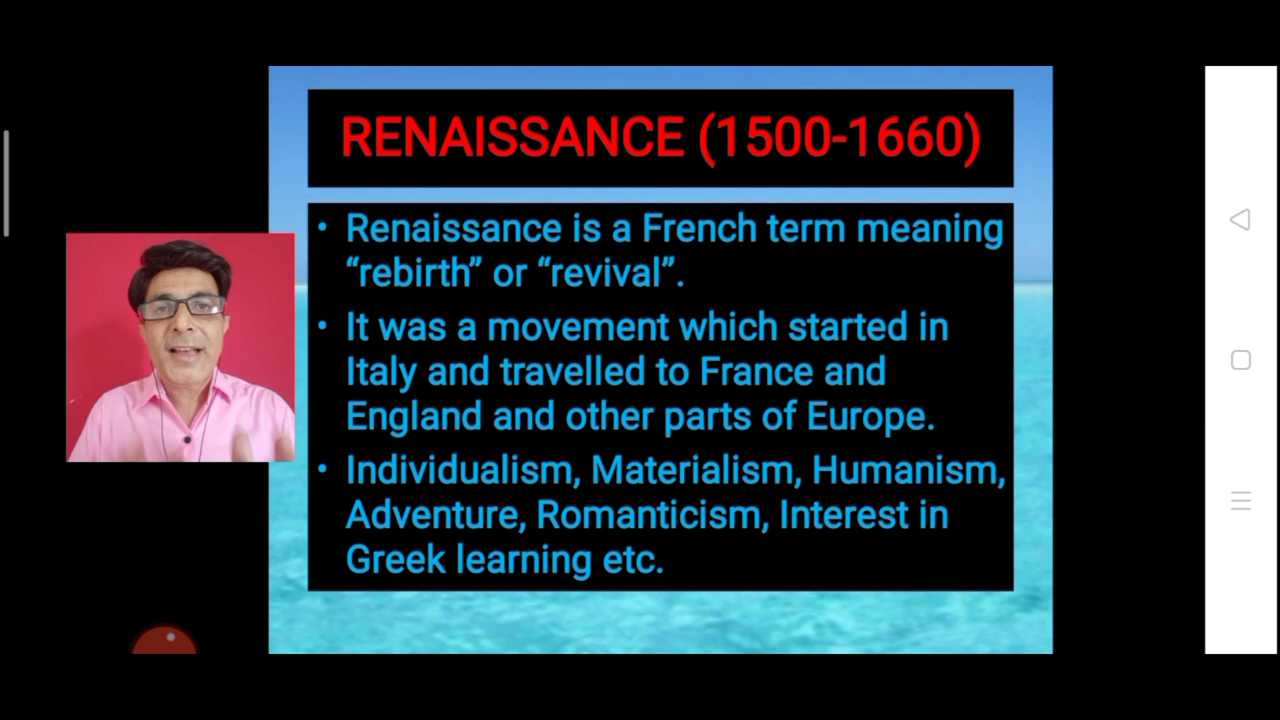 RENAISSANCE (1500-1660)
• Renaissance is a French term meaning
“rebirth” or “revival”.
• It was a movement which started in
Italy and travelled to France and
England and other parts of Europe.
• Individualism, Materialism, Humanism,
Adventure, Romanticism, Interest in
Greek learning etc.